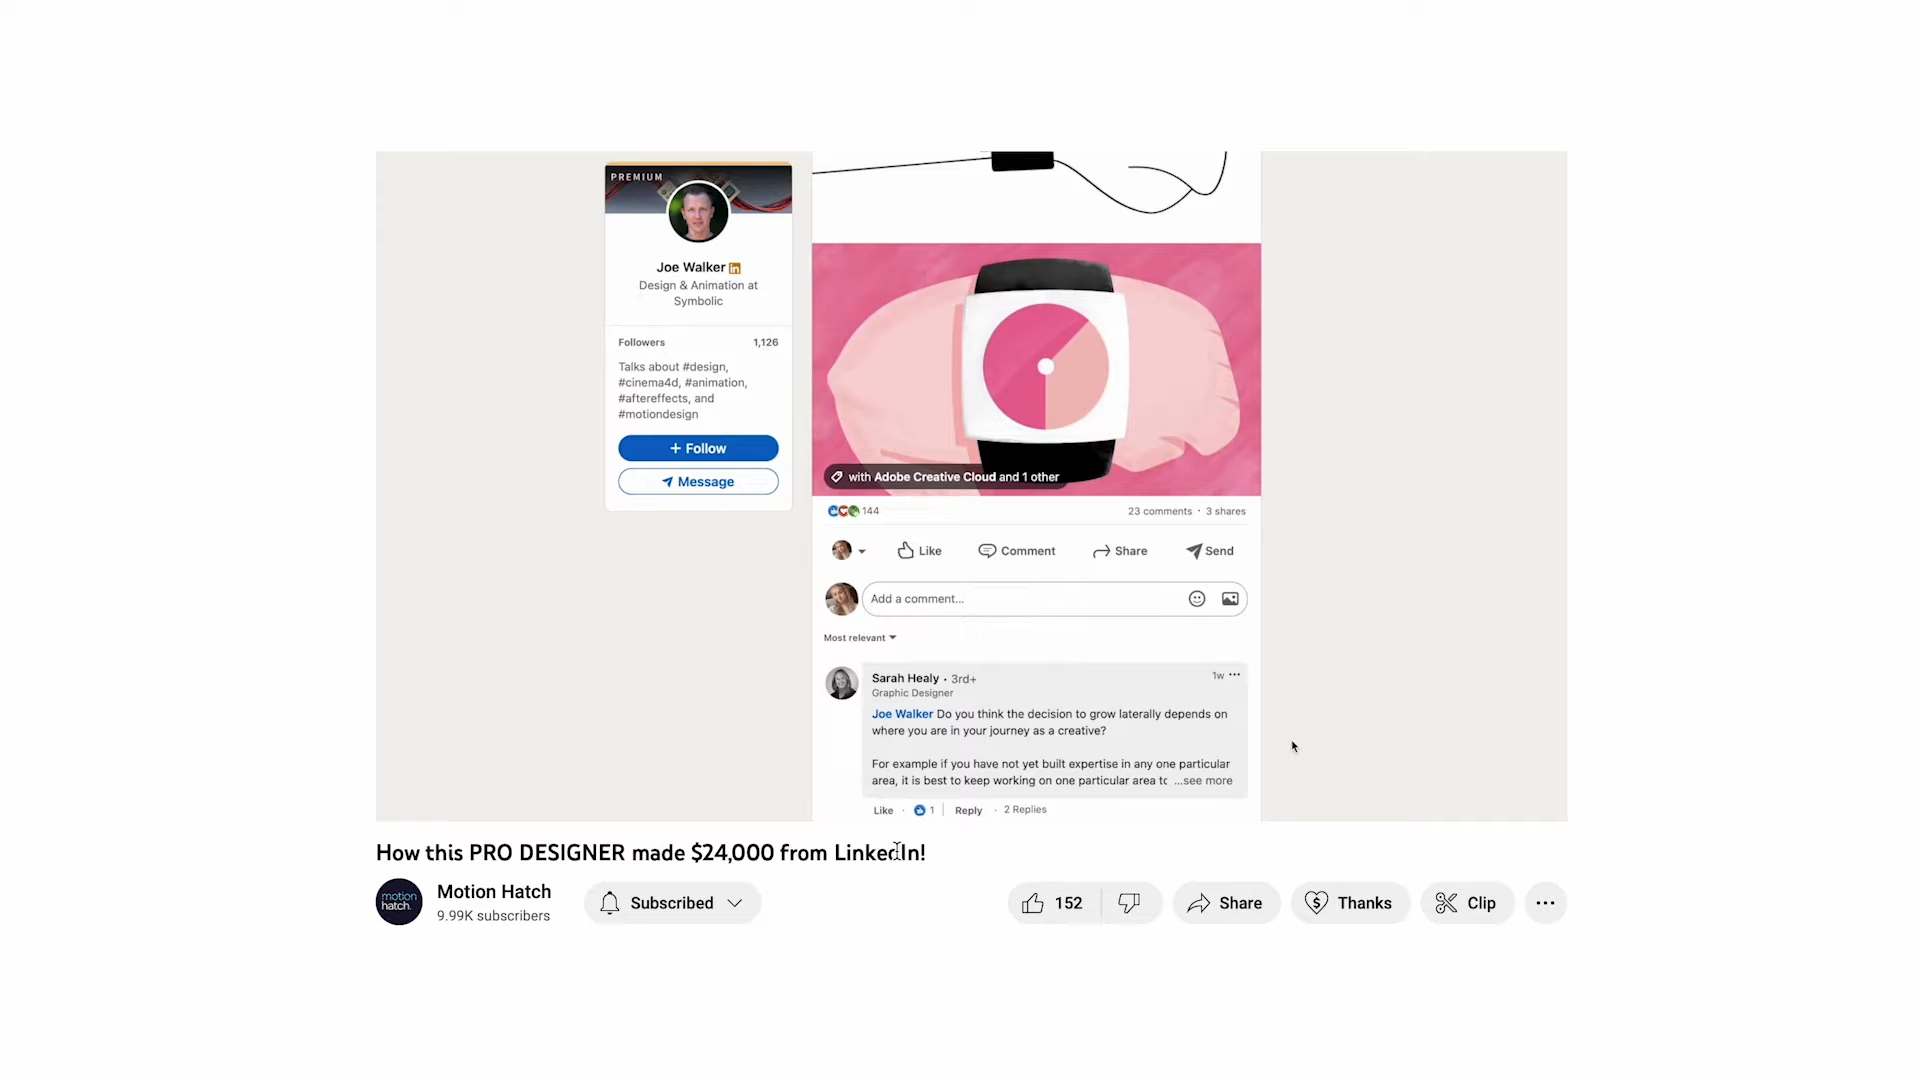 PREMIUM
Joe Walker in
Design & Animation at
Symbolic
Followers 1,126
Talks about #design,
#cinema4d, #animation,
#aftereffects, and
#motiondesign
+ Follow
Message
with Adobe Creative Cloud and 1 other
144
23 comments · 3 shares
Like
Comment
Share
Send
Add a comment...
Most relevant
Sarah Healy · 3rd+
1w ···
Graphic Designer
Joe Walker Do you think the decision to grow laterally depends on
where you are in your journey as a creative?
For example if you have not yet built expertise in any one particular
area, it is best to keep working on one particular area tc ...see more
Like · 1 | Reply · 2 Replies
How this PRO DESIGNER made $24,000 from LinkedIn!
motion
hatch.
Motion Hatch
9.99K subscribers
Subscribed
152
Share
Thanks
Clip